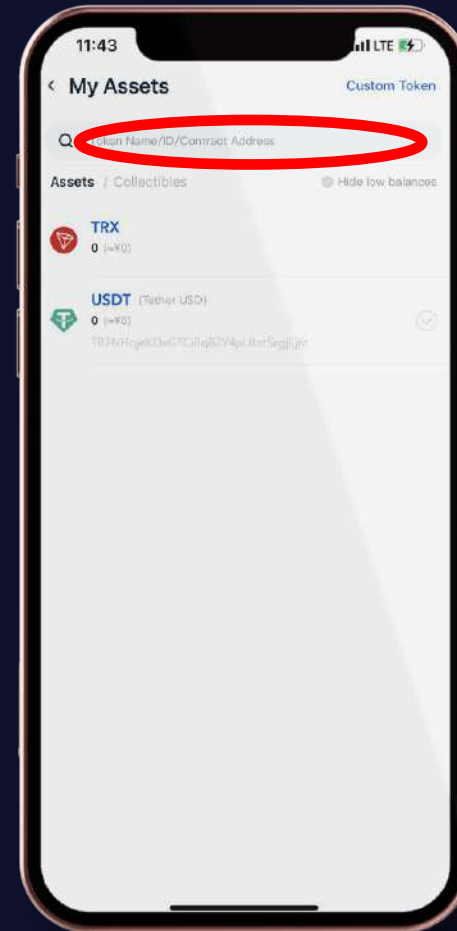 11:43
LTE
My Assets
Custom Token
Token Name/ID/Contract Address
Assets / Collectibles
Hide low balances
TRX
0 (≈¥0)
USDT (Tether USD)
0 (≈¥0)